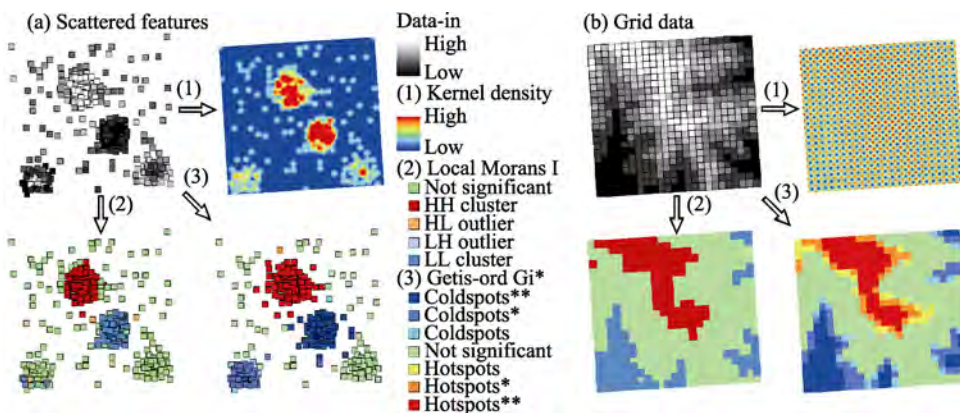 (a) Scattered features
(1)
(2)
(3)
Data-in
High
Low
(1) Kernel density
High
Low
(2) Local Morans I
Not significant
HH cluster
HL outlier
LH outlier
LL cluster
(3) Getis-ord Gi*
Coldspots**
Coldspots*
Coldspots
Not significant
Hotspots
Hotspots*
Hotspots**
(b) Grid data
(1)
(2)
(3)